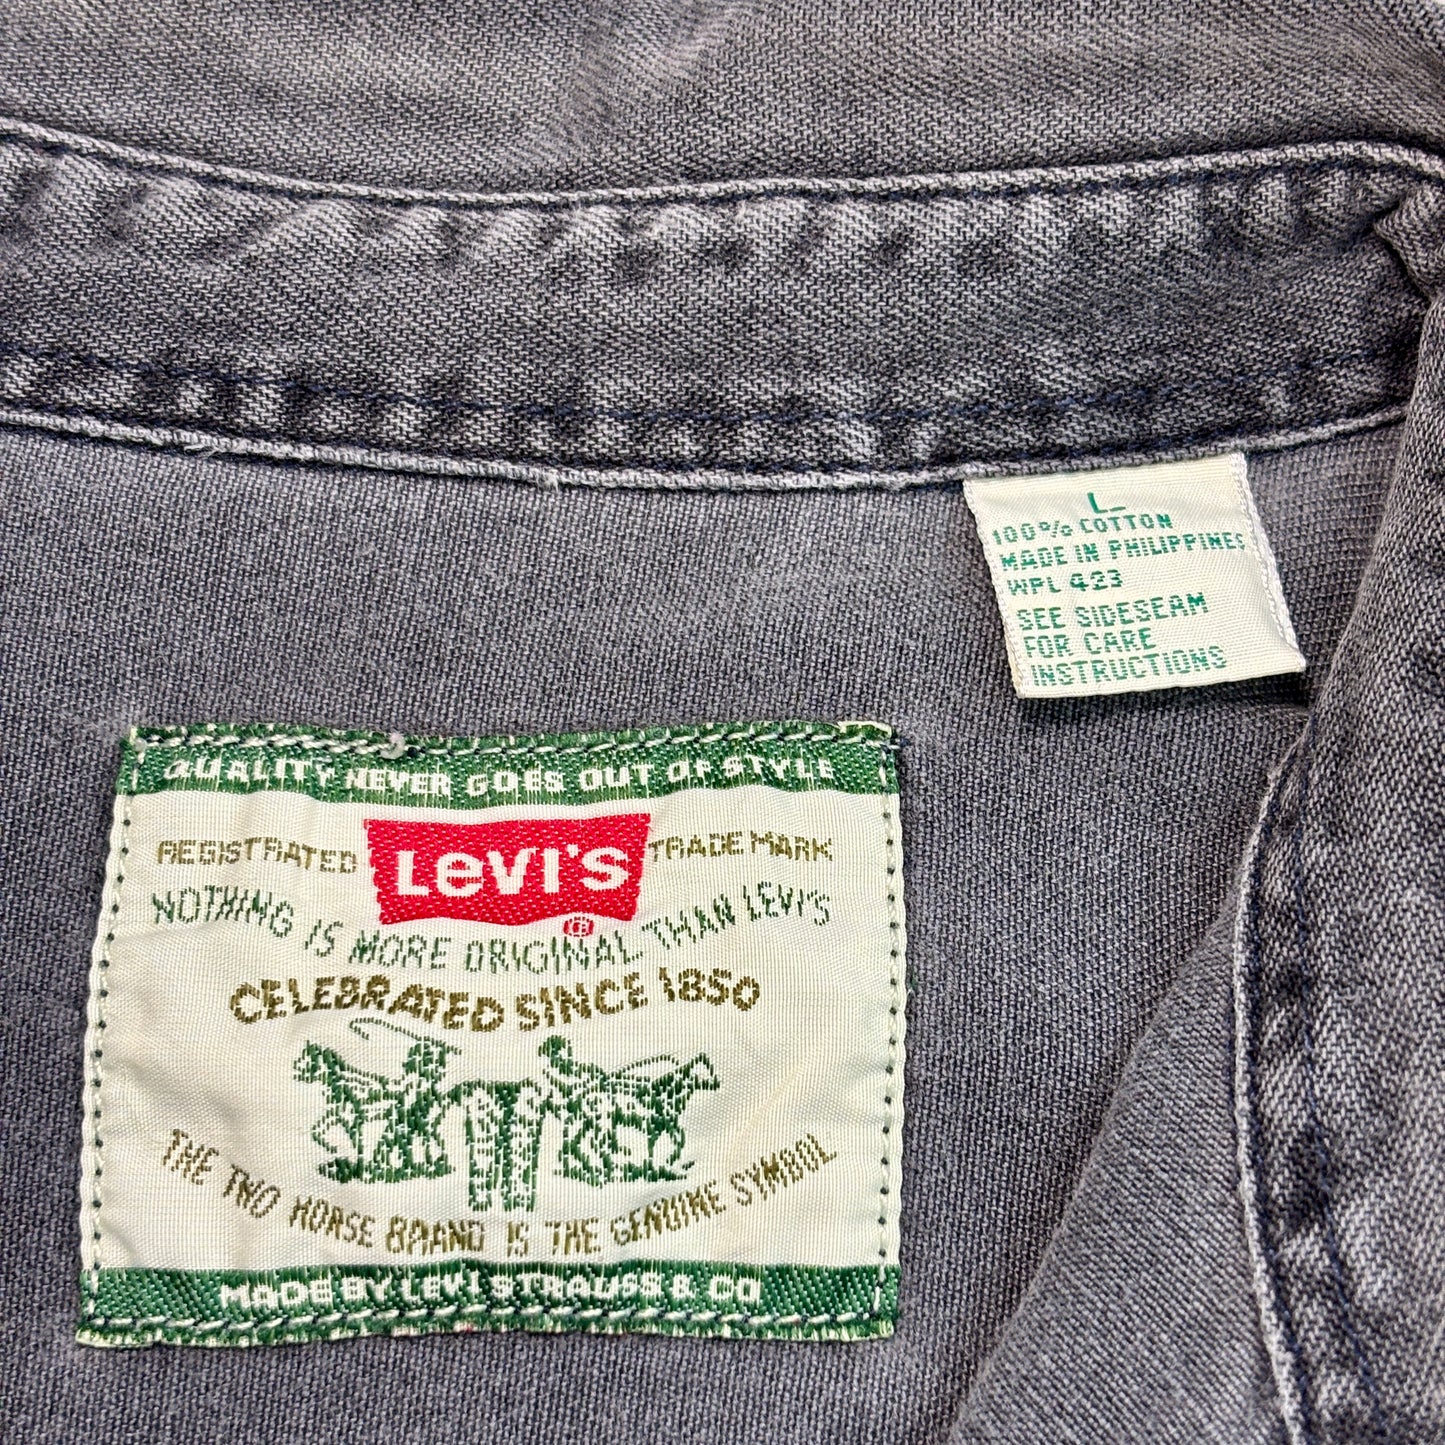 L
100% COTTON
MADE IN PHILIPPINES
WPL 423
SEE SIDESEAM
FOR CARE
INSTRUCTIONS
QUALITY NEVER GOES OUT OF STYLE
REGISTRATED LEVI'S TRADE MARK
®
NOTHING IS MORE ORIGINAL THAN LEVI'S
CELEBRATED SINCE 1850
THE TWO HORSE BRAND IS THE GENUINE SYMBOL
MADE BY LEVI STRAUSS & CO